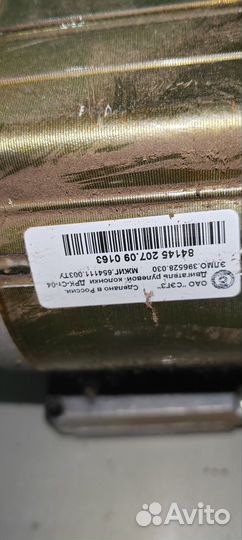 84145 207.09 0163
ЭЛМО.396528.030 МЖИГ.654111.003ТУ
ОАО "СЭГЗ"
Двигатель рулевой колонки ДРК-Ст-04
Сделано в России.
Avito